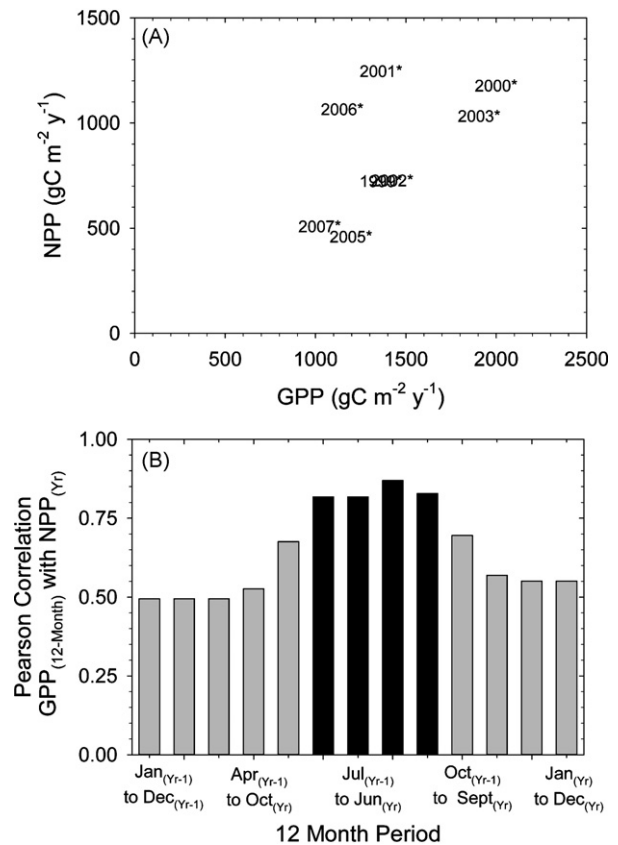 1500
(A)
2001*
2000*
2006*
2003*
1000
2002*
2007*
2005*
500
0
NPP (gC m⁻² y⁻¹)
0 500 1000 1500 2000 2500
GPP (gC m⁻² y⁻¹)
1.00
(B)
0.75
0.50
0.25
0.00
Pearson Correlation
GPP(12-Month) with NPP(Yr)
Jan(Yr-1) Apr(Yr-1) Jul(Yr-1) Oct(Yr-1) Jan(Yr)
to Dec(Yr-1) to Oct(Yr) to Jun(Yr) to Sept(Yr) to Dec(Yr)
12 Month Period